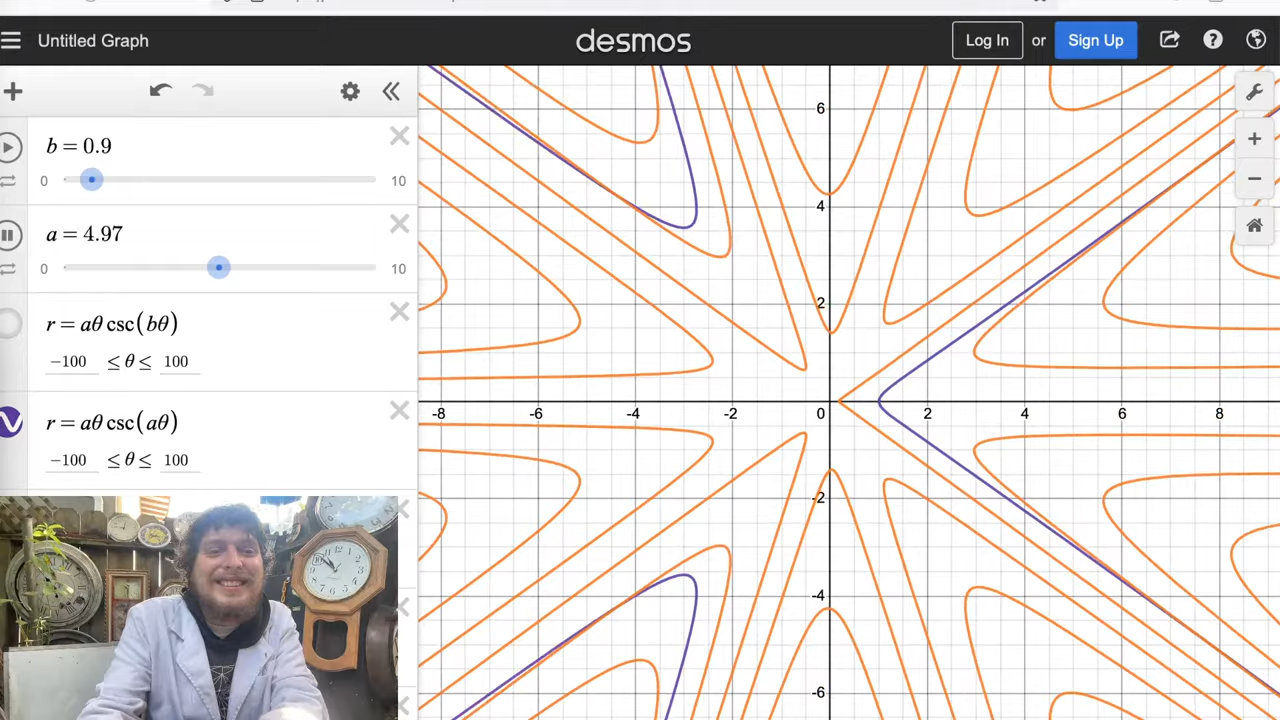 Untitled Graph desmos Log In or Sign Up
b = 0.9
0 10
a = 4.97
0 10
r = aθ csc(bθ)
−100 ≤ θ ≤ 100
r = aθ csc(aθ)
−100 ≤ θ ≤ 100
6
4
2
-8 -6 -4 -2 0 2 4 6 8
-2
-4
-6